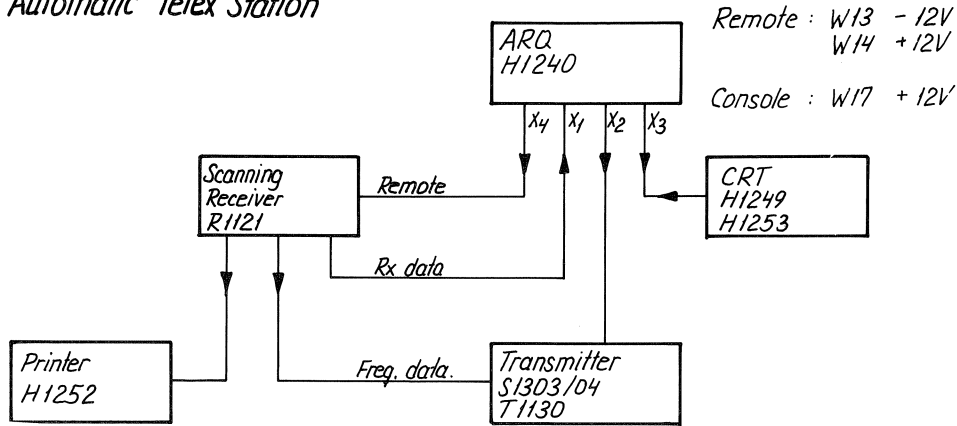 Automatic Telex Station
Remote : W13 - 12V
W14 + 12V
Console : W17 + 12V
ARQ
H1240
X4 X1 X2 X3
Scanning
Receiver
R1121
Remote
CRT
H1249
H1253
Rx data
Printer
H1252
Freq. data.
Transmitter
S1303/04
T1130